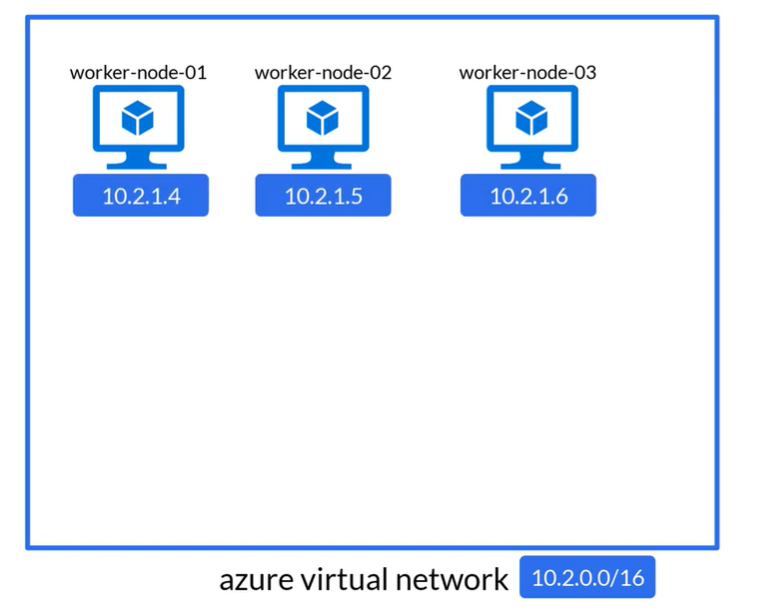 worker-node-01 worker-node-02 worker-node-03
10.2.1.4 10.2.1.5 10.2.1.6
azure virtual network 10.2.0.0/16